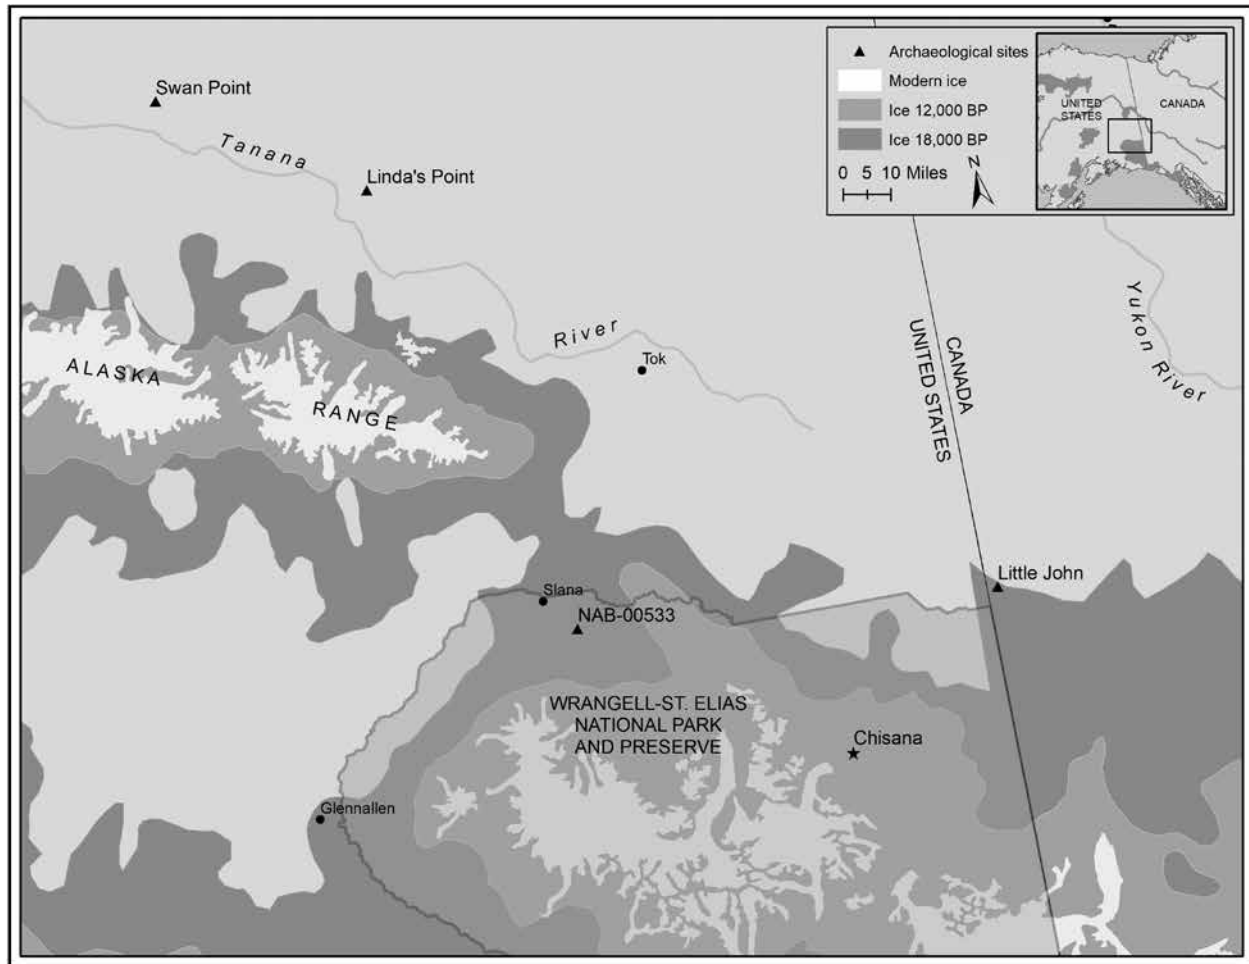 Swan Point
Tanana
Linda's Point
Archaeological sites
Modern ice
Ice 12,000 BP
Ice 18,000 BP
0 5 10 Miles
N
UNITED
STATES
CANADA
River
Tok
Yukon River
CANADA
UNITED STATES
ALASKA
RANGE
Little John
Slana
NAB-00533
WRANGELL-ST. ELIAS
NATIONAL PARK
AND PRESERVE
Chisana
Glennallen